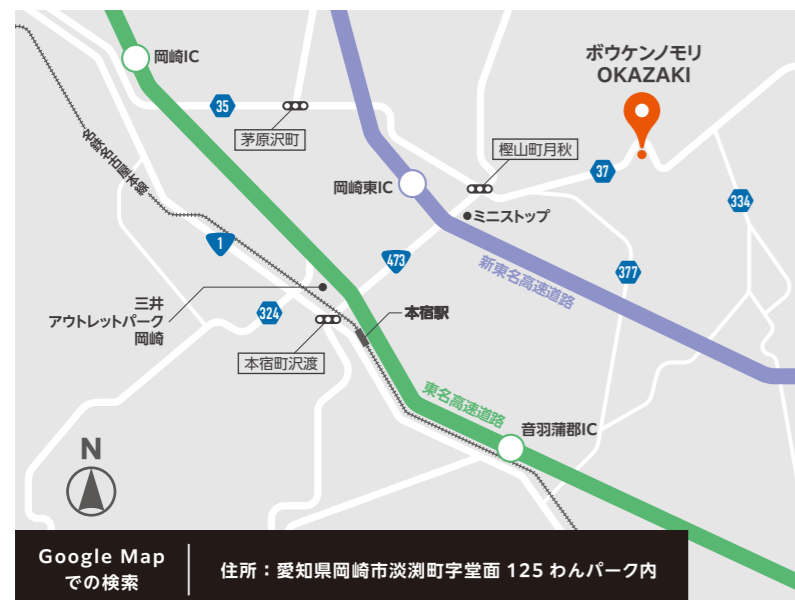 岡崎IC
ボウケンノモリ
OKAZAKI
35
茅原沢町
樫山町月秋
名鉄名古屋本線
岡崎東IC
37
334
ミニストップ
1
473
新東名高速道路
377
三井
アウトレットパーク
岡崎
324
本宿駅
本宿町沢渡
東名高速道路
音羽蒲郡IC
N
Google Map
での検索
住所：愛知県岡崎市淡渕町字堂面 125 わんパーク内